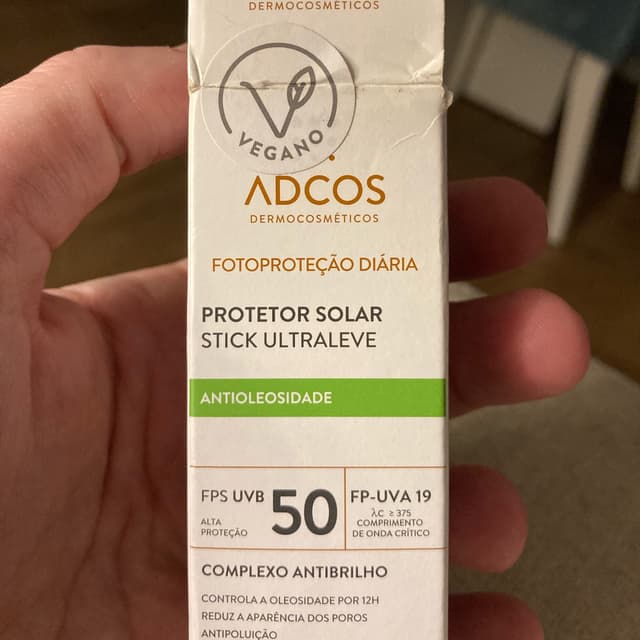 DERMOCOSMÉTICOS
VEGANO
ADCOS
DERMOCOSMÉTICOS
FOTOPROTEÇÃO DIÁRIA
PROTETOR SOLAR
STICK ULTRALEVE
ANTIOLEOSIDADE
FPS UVB 50
ALTA
PROTEÇÃO
FP-UVA 19
λC ≥ 375
COMPRIMENTO
DE ONDA CRÍTICO
COMPLEXO ANTIBRILHO
CONTROLA A OLEOSIDADE POR 12H
REDUZ A APARÊNCIA DOS POROS
ANTIPOLUIÇÃO